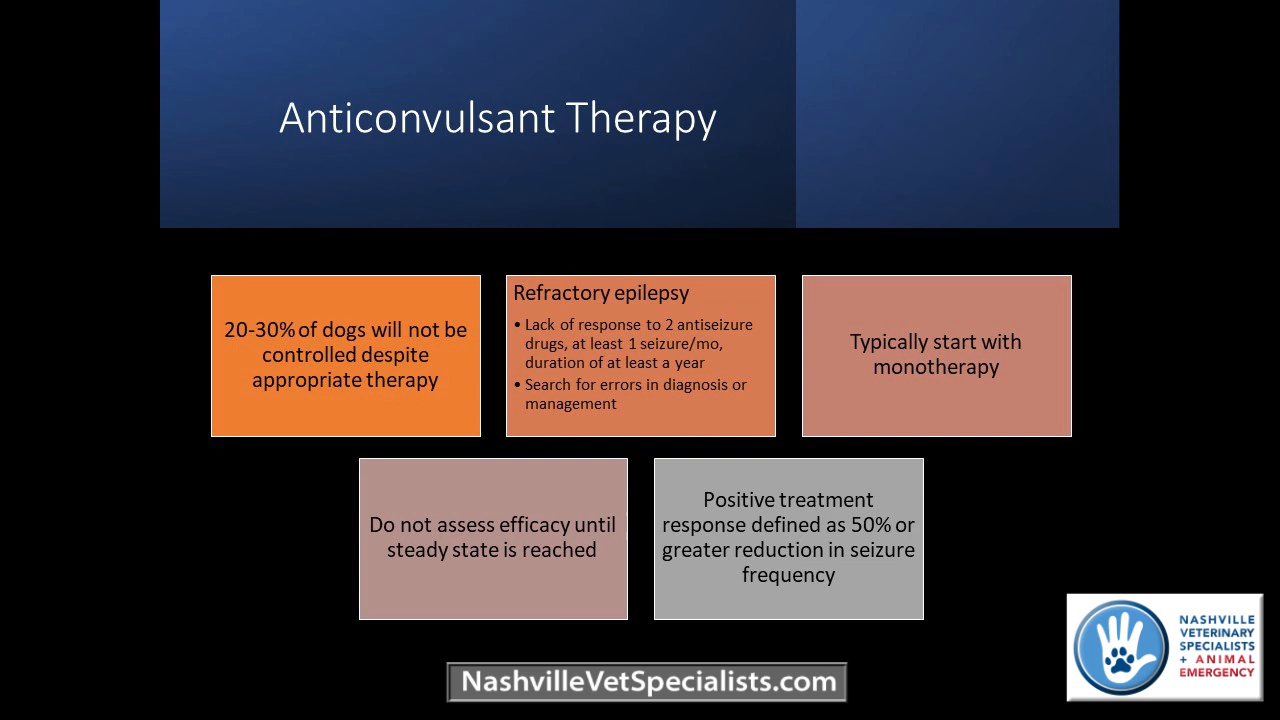 Anticonvulsant Therapy
20-30% of dogs will not be
controlled despite
appropriate therapy
Refractory epilepsy
• Lack of response to 2 antiseizure
drugs, at least 1 seizure/mo,
duration of at least a year
• Search for errors in diagnosis or
management
Typically start with
monotherapy
Do not assess efficacy until
steady state is reached
Positive treatment
response defined as 50% or
greater reduction in seizure
frequency
NASHVILLE
VETERINARY
SPECIALISTS
+ ANIMAL
EMERGENCY
NashvilleVetSpecialists.com